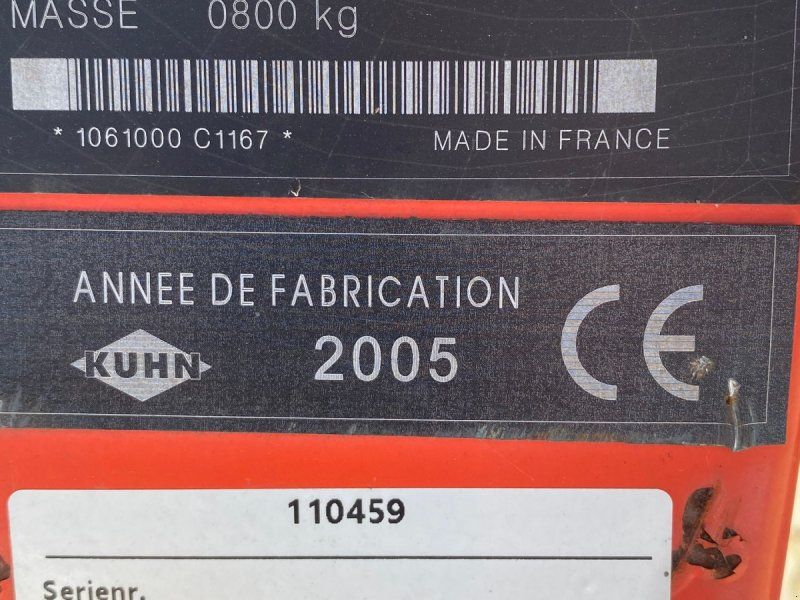 MASSE 0800 kg
* 1061000 C1167 * MADE IN FRANCE
ANNEE DE FABRICATION
KUHN 2005 CE
110459
Serienr.